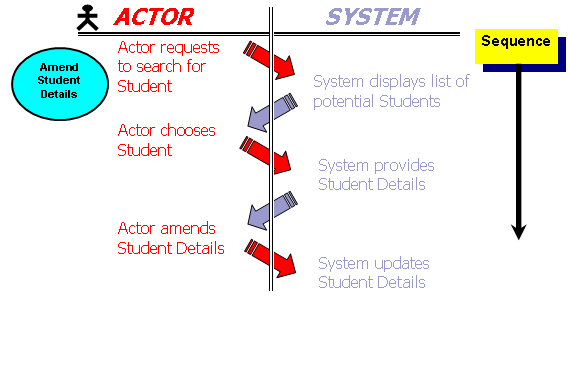 ACTOR
SYSTEM
Sequence
Amend
Student
Details
Actor requests
to search for
Student
System displays list of
potential Students
Actor chooses
Student
System provides
Student Details
Actor amends
Student Details
System updates
Student Details